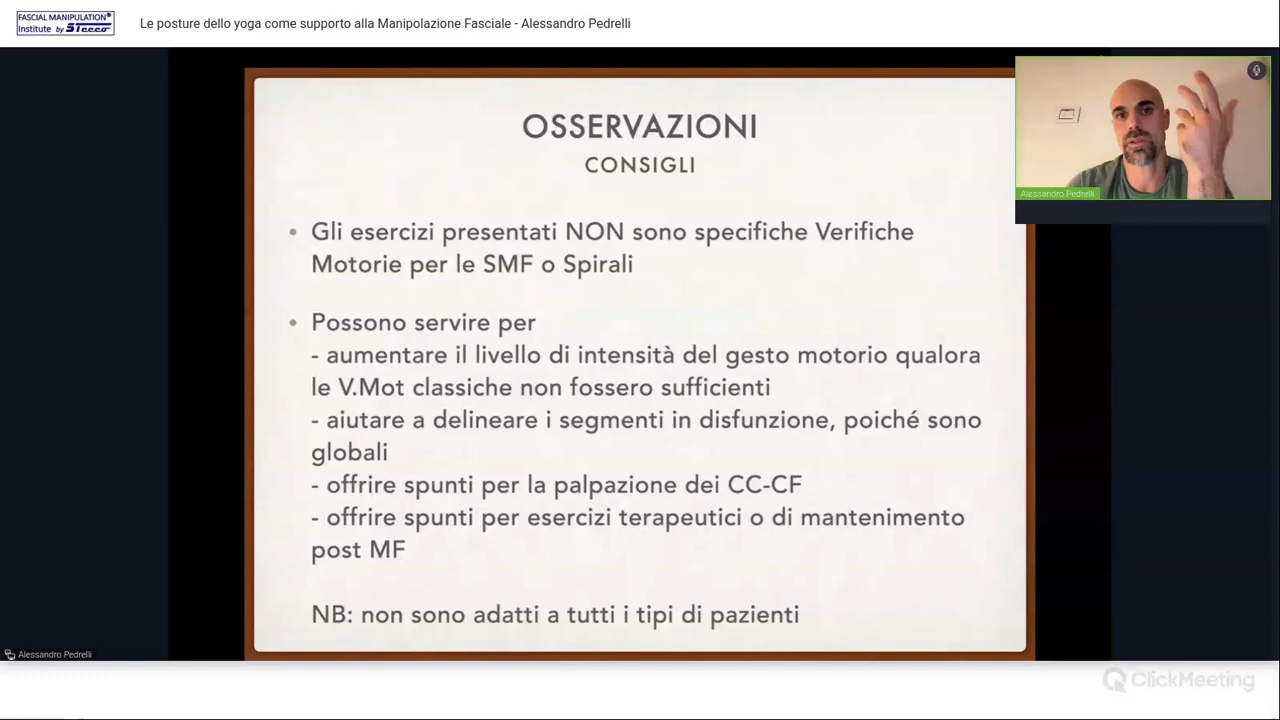 FASCIAL MANIPULATION®
Institute by STECCO
Le posture dello yoga come supporto alla Manipolazione Fasciale - Alessandro Pedrelli
OSSERVAZIONI
CONSIGLI
Alessandro Pedrelli
• Gli esercizi presentati NON sono specifiche Verifiche
Motorie per le SMF o Spirali
• Possono servire per
- aumentare il livello di intensità del gesto motorio qualora
le V.Mot classiche non fossero sufficienti
- aiutare a delineare i segmenti in disfunzione, poiché sono
globali
- offrire spunti per la palpazione dei CC-CF
- offrire spunti per esercizi terapeutici o di mantenimento
post MF
NB: non sono adatti a tutti i tipi di pazienti
Alessandro Pedrelli
ClickMeeting